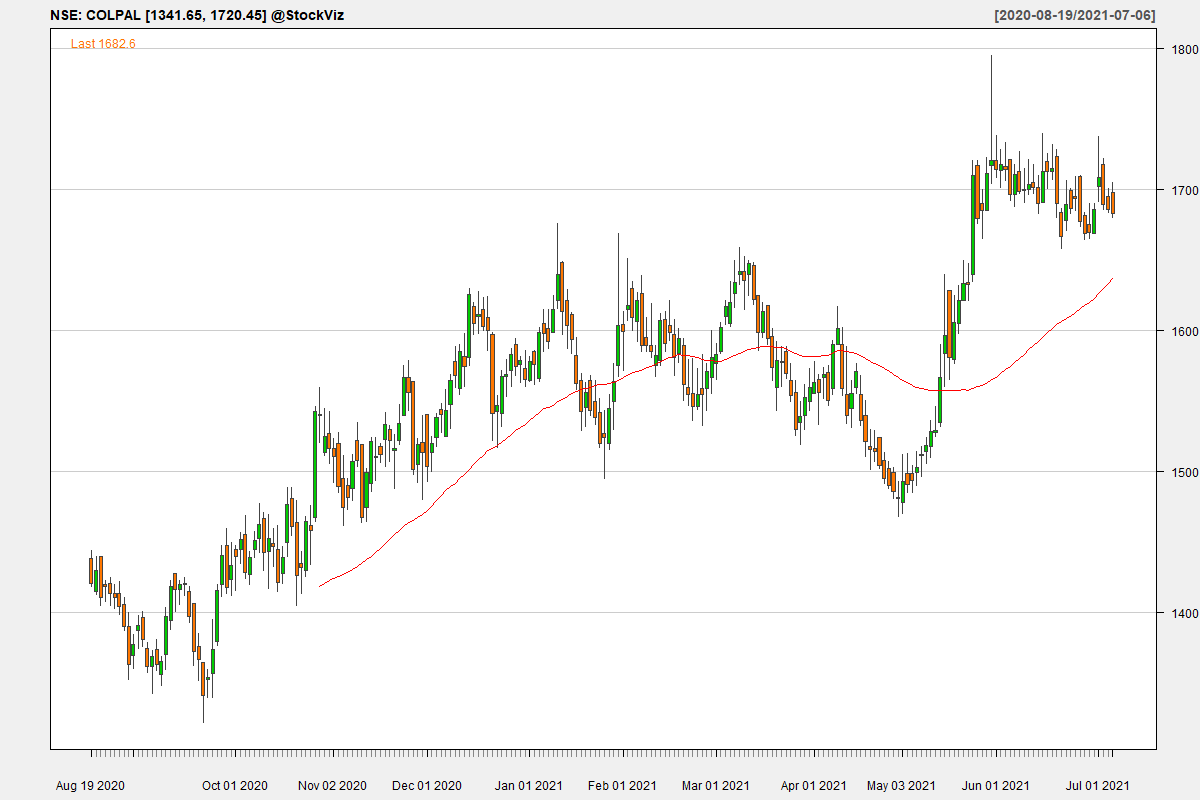 NSE: COLPAL [1341.65, 1720.45] @StockViz [2020-08-19/2021-07-06]
Last 1682.6
1800
1700
1600
1500
1400
Aug 19 2020 Oct 01 2020 Nov 02 2020 Dec 01 2020 Jan 01 2021 Feb 01 2021 Mar 01 2021 Apr 01 2021 May 03 2021 Jun 01 2021 Jul 01 2021